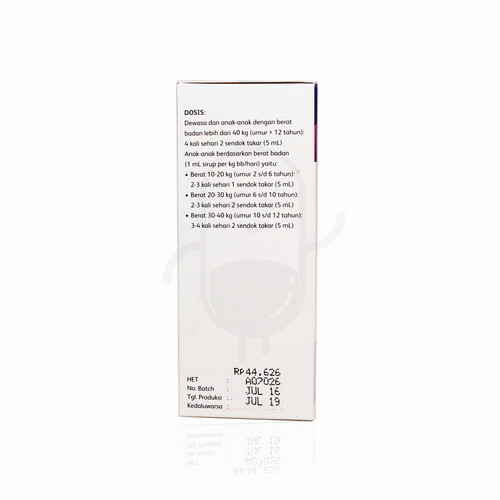 DOSIS:
Dewasa dan anak-anak dengan berat
badan lebih dari 40 kg (umur > 12 tahun):
4 kali sehari 2 sendok takar (5 mL)
Anak-anak berdasarkan berat badan
(1 mL sirup per kg bb/hari) yaitu:
• Berat 10-20 kg (umur 2 s/d 6 tahun):
2-3 kali sehari 1 sendok takar (5 mL)
• Berat 20-30 kg (umur 6 s/d 10 tahun):
2-3 kali sehari 2 sendok takar (5 mL)
• Berat 30-40 kg (umur 10 s/d 12 tahun):
3-4 kali sehari 2 sendok takar (5 mL)
HET : Rp44.626
No. Batch : A07026
Tgl. Produksi : JUL 16
Kedaluwarsa : JUL 19